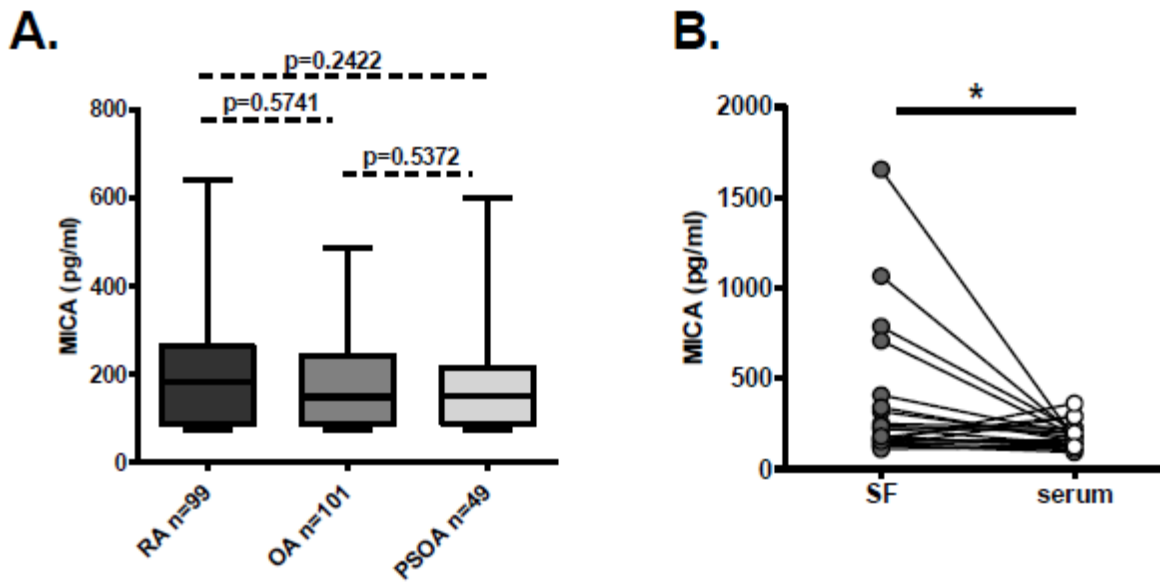 A.
p=0.2422
p=0.5741
p=0.5372
800
600
400
200
0
MICA (pg/ml)
RA n=99
OA n=101
PSOA n=49
B.
*
2000
1500
1000
500
0
MICA (pg/ml)
SF
serum